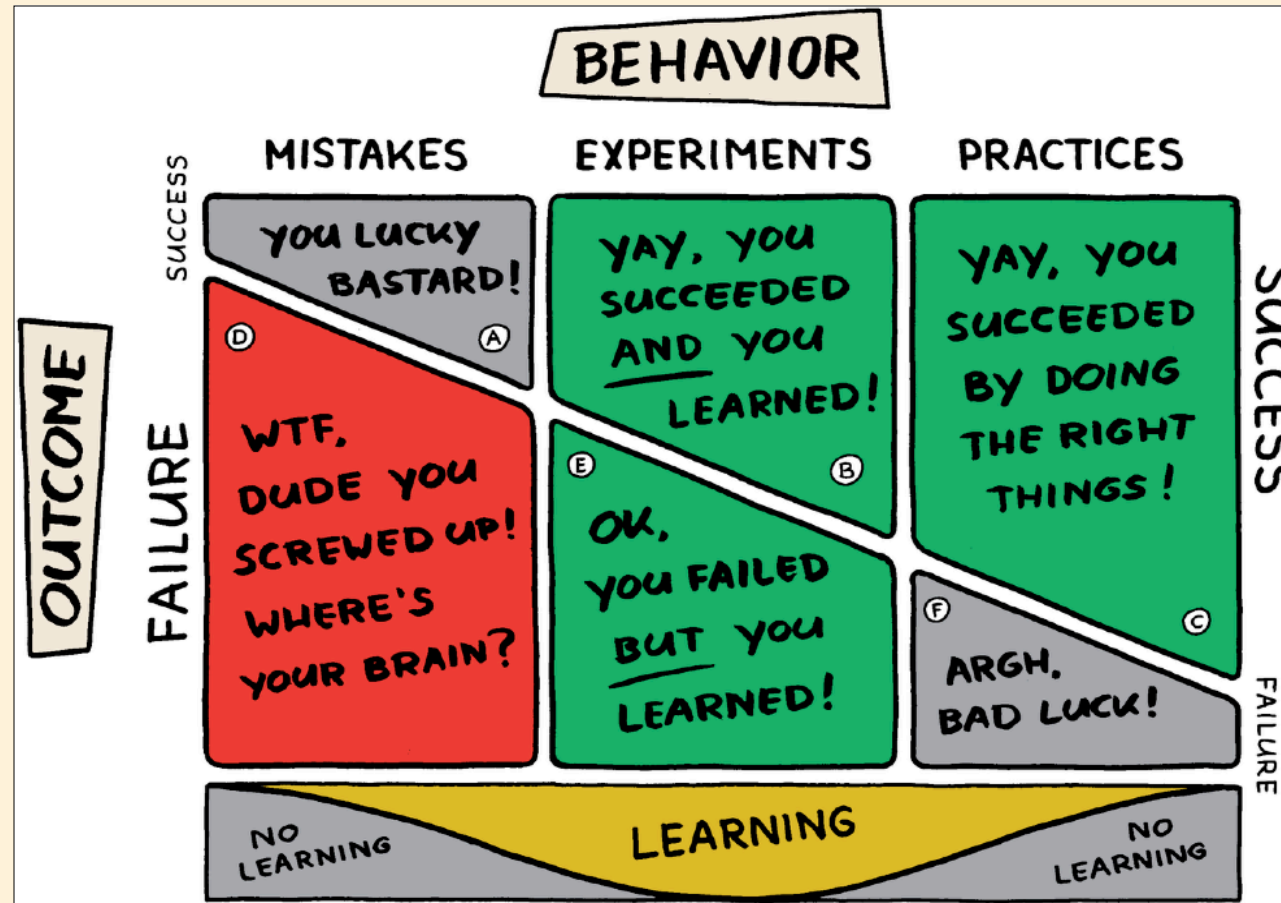 BEHAVIOR
MISTAKES
EXPERIMENTS
PRACTICES
OUTCOME
SUCCESS
FAILURE
YOU LUCKY
BASTARD!
A
D
WTF,
DUDE YOU
SCREWED UP!
WHERE'S
YOUR BRAIN?
YAY, YOU
SUCCEEDED
AND YOU
LEARNED!
B
E
OK,
YOU FAILED
BUT YOU
LEARNED!
YAY, YOU
SUCCEEDED
BY DOING
THE RIGHT
THINGS!
C
F
ARGH,
BAD LUCK!
SUCCESS
FAILURE
NO
LEARNING
LEARNING
NO
LEARNING